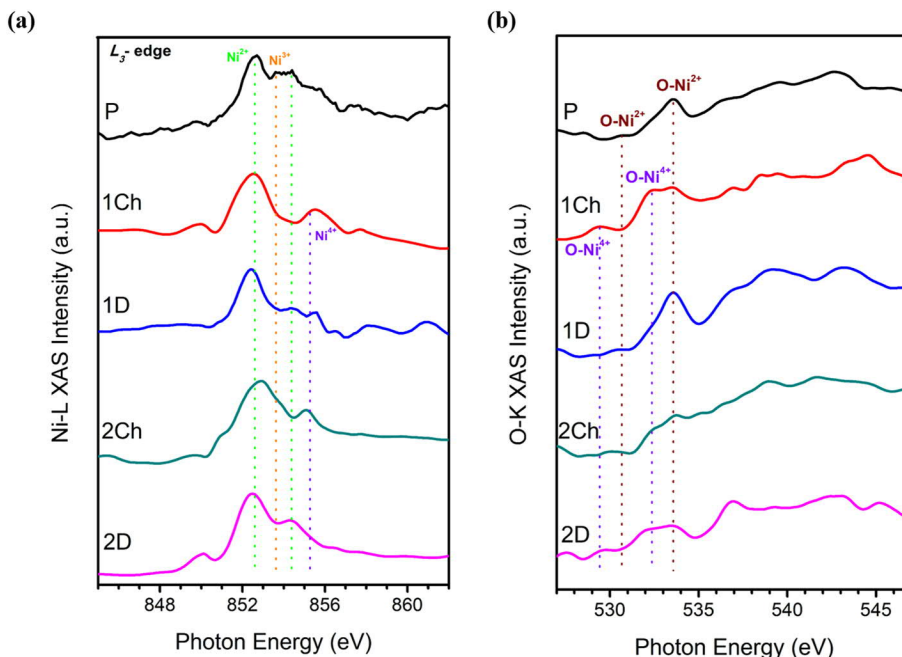 (a)
L₃- edge
Ni²⁺
Ni³⁺
P
1Ch
Ni⁴⁺
1D
2Ch
2D
Ni-L XAS Intensity (a.u.)
848
852
856
860
Photon Energy (eV)
(b)
O-Ni²⁺
O-Ni²⁺
P
O-Ni⁴⁺
1Ch
O-Ni⁴⁺
1D
2Ch
2D
O-K XAS Intensity (a.u.)
530
535
540
545
Photon Energy (eV)